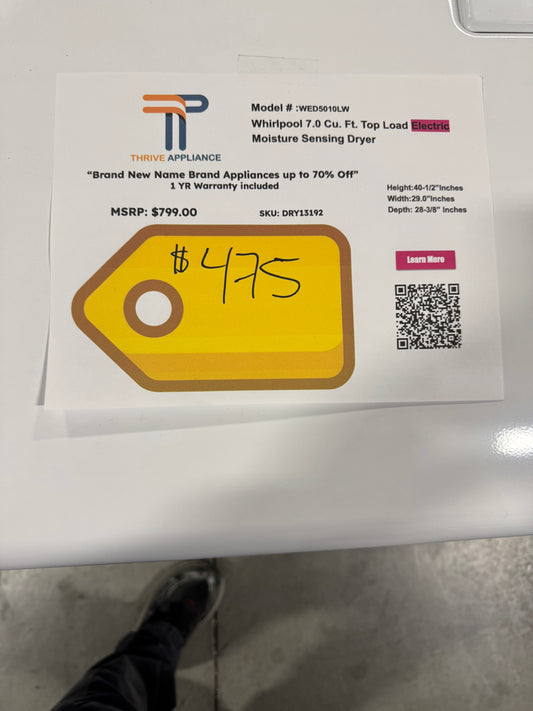 Model # :WED5010LW
Whirlpool 7.0 Cu. Ft. Top Load Electric
Moisture Sensing Dryer
THRIVE APPLIANCE
“Brand New Name Brand Appliances up to 70% Off”
1 YR Warranty included
Height:40-1/2"Inches
Width:29.0"Inches
Depth: 28-3/8" Inches
MSRP: $799.00
SKU: DRY13192
$475
Learn More